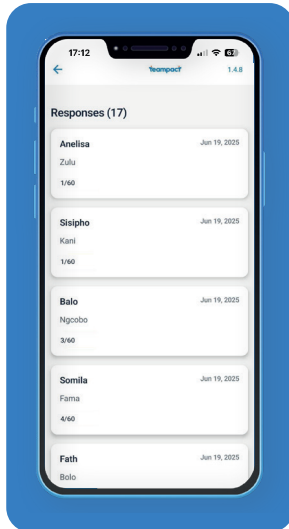 17:12
teampact
1.4.8
Responses (17)
Anelisa
Jun 19, 2025
Zulu
1/60
Sisipho
Jun 19, 2025
Kani
1/60
Balo
Jun 19, 2025
Ngcobo
3/60
Somila
Jun 19, 2025
Fama
4/60
Fath
Jun 19, 2025
Bolo